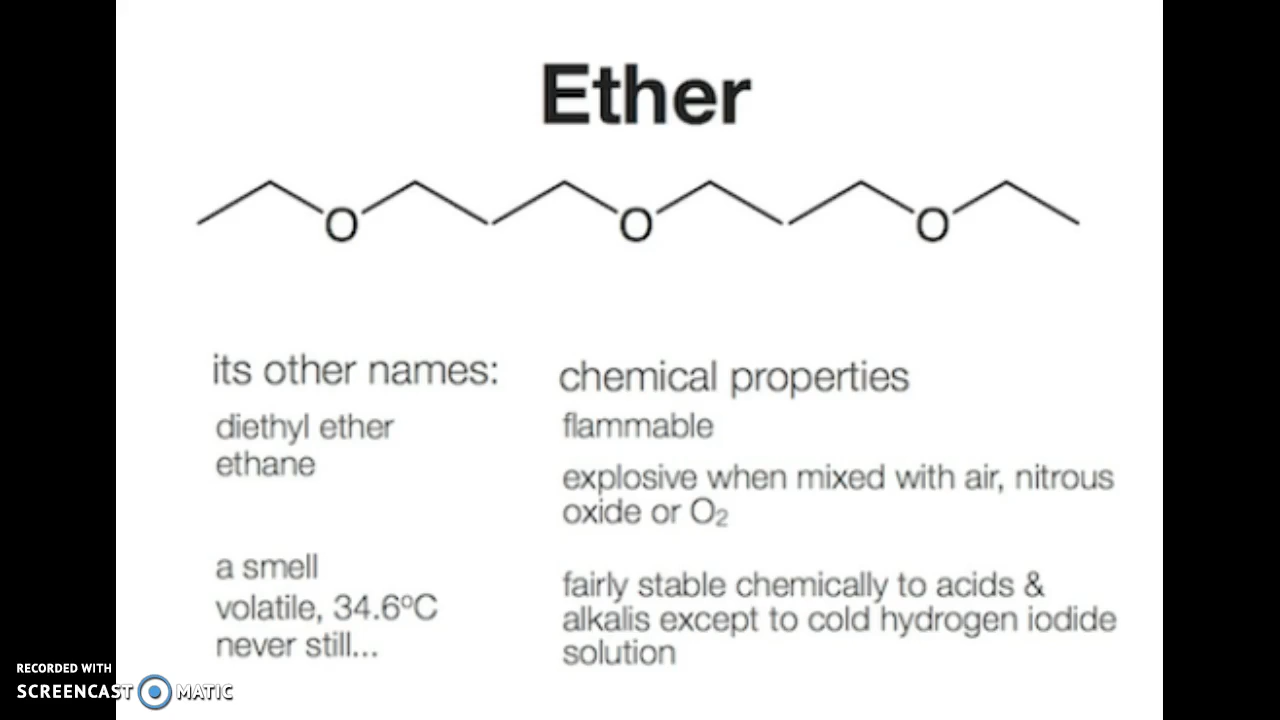 Ether
O O O
its other names:
diethyl ether
ethane
a smell
volatile, 34.6ºC
never still...
chemical properties
flammable
explosive when mixed with air, nitrous
oxide or O₂
fairly stable chemically to acids &
alkalis except to cold hydrogen iodide
solution
RECORDED WITH
SCREENCAST MATIC